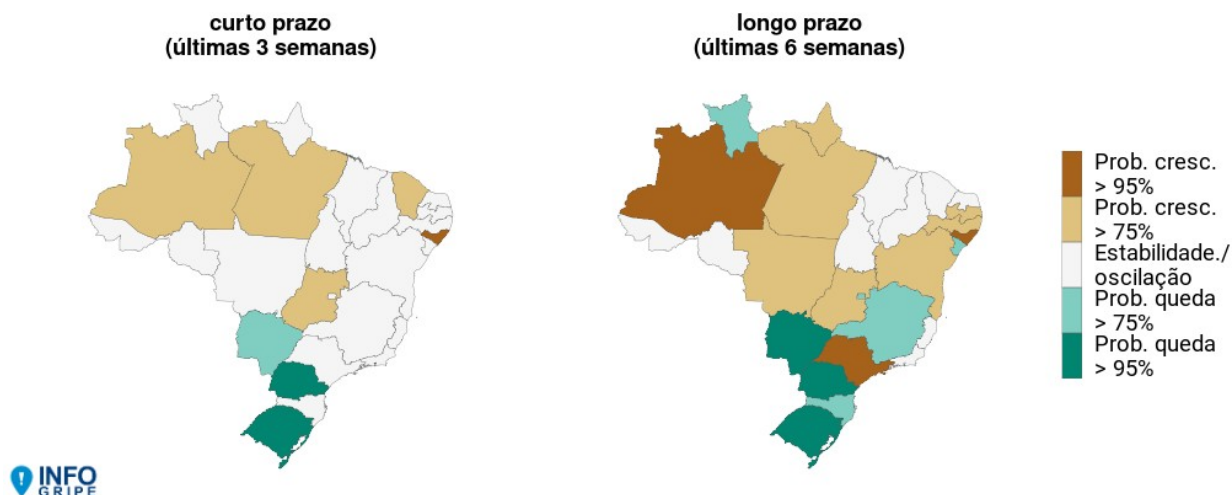 curto prazo
(últimas 3 semanas)
longo prazo
(últimas 6 semanas)
Prob. cresc.
> 95%
Prob. cresc.
> 75%
Estabilidade./
oscilação
Prob. queda
> 75%
Prob. queda
> 95%
INFO
GRIPE